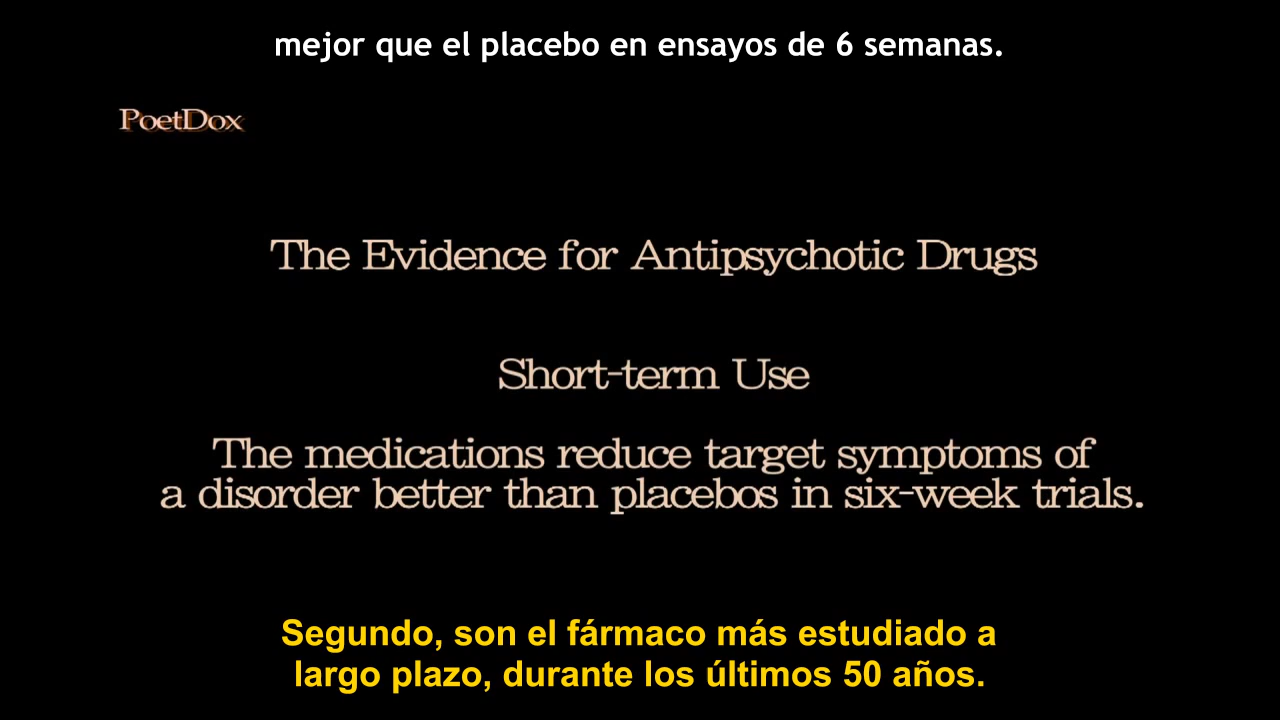 mejor que el placebo en ensayos de 6 semanas.
PoetDox
The Evidence for Antipsychotic Drugs
Short-term Use
The medications reduce target symptoms of
a disorder better than placebos in six-week trials.
Segundo, son el fármaco más estudiado a
largo plazo, durante los últimos 50 años.